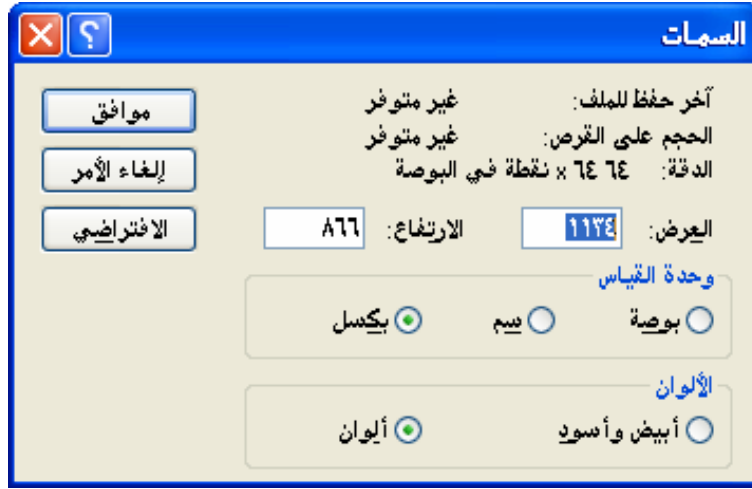 السمات
آخر حفظ للملف: غير متوفر
الحجم على القرص: غير متوفر
الدقة: ٦٤ x ٦٤ نقطة في البوصة
العرض: ١١٣٤ الارتفاع: ٨٦٦
وحدة القياس
بوصة سم بكسل
الألوان
أبيض وأسود ألوان
موافق
إلغاء الأمر
الافتراضي